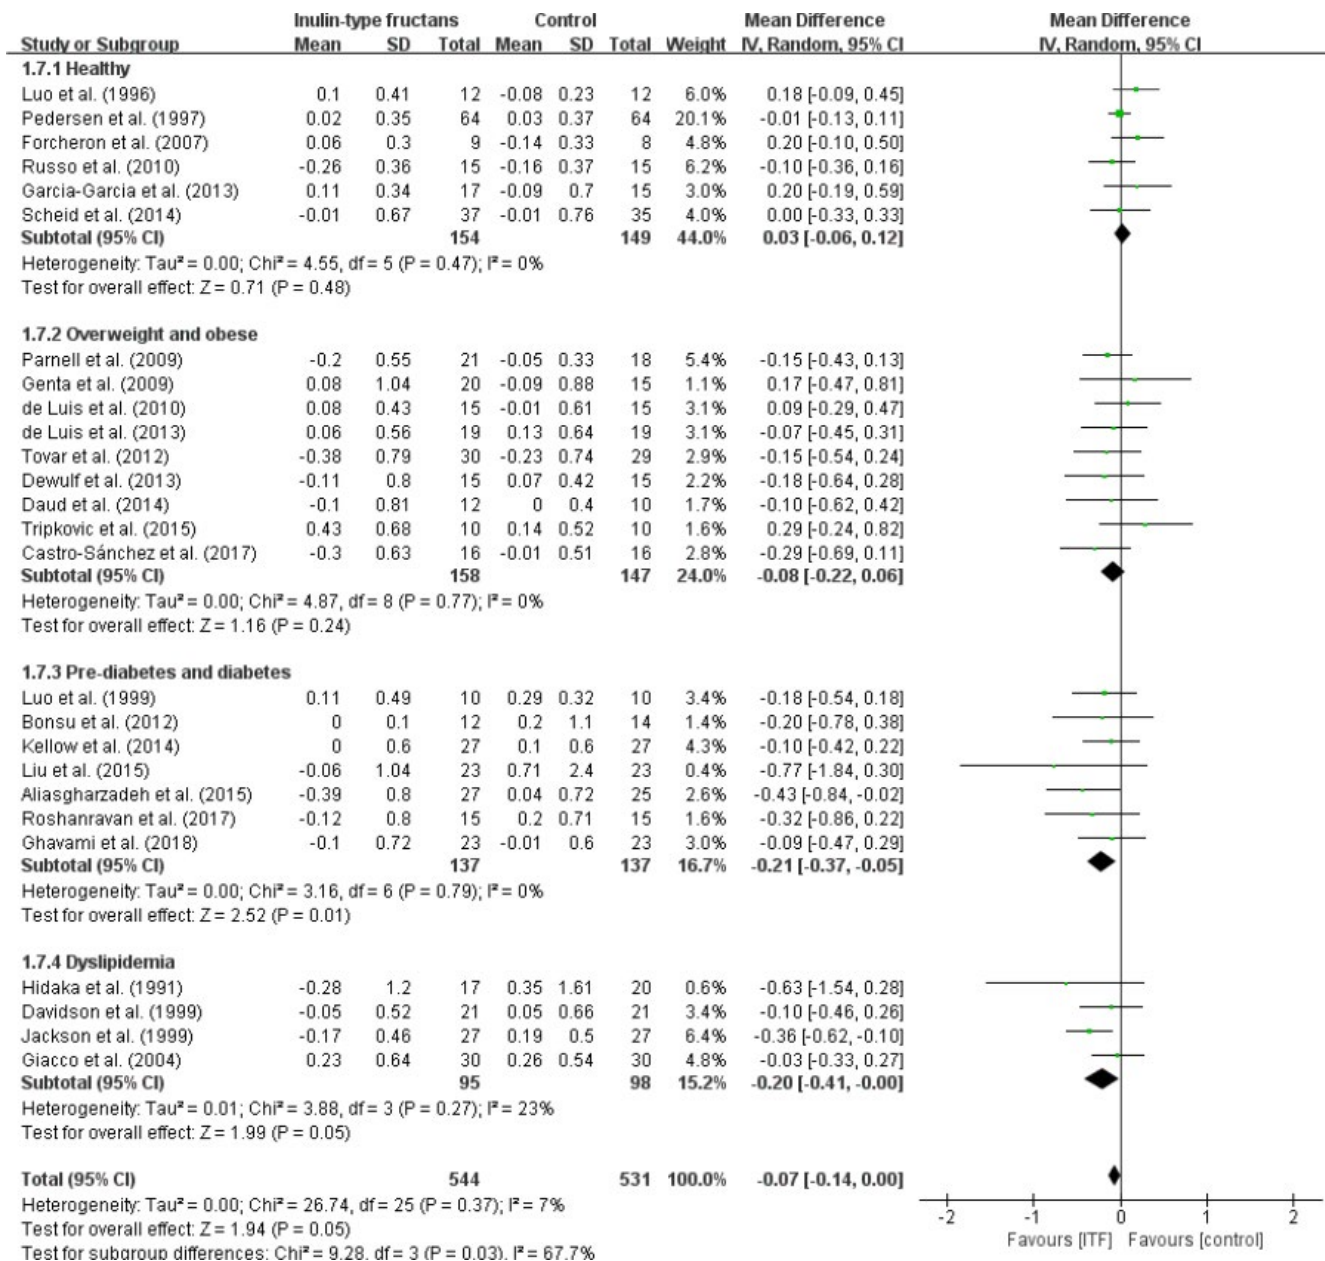 Inulin-type fructans Control Mean Difference Mean Difference
Study or Subgroup Mean SD Total Mean SD Total Weight IV, Random, 95% CI IV, Random, 95% CI
1.7.1 Healthy
Luo et al. (1996) 0.1 0.41 12 -0.08 0.23 12 6.0% 0.18 [-0.09, 0.45]
Pedersen et al. (1997) 0.02 0.35 64 0.03 0.37 64 20.1% -0.01 [-0.13, 0.11]
Forcheron et al. (2007) 0.06 0.3 9 -0.14 0.33 8 4.8% 0.20 [-0.10, 0.50]
Russo et al. (2010) -0.26 0.36 15 -0.16 0.37 15 6.2% -0.10 [-0.36, 0.16]
Garcia-Garcia et al. (2013) 0.11 0.34 17 -0.09 0.7 15 3.0% 0.20 [-0.19, 0.59]
Scheid et al. (2014) -0.01 0.67 37 -0.01 0.76 35 4.0% 0.00 [-0.33, 0.33]
Subtotal (95% CI) 154 149 44.0% 0.03 [-0.06, 0.12]
Heterogeneity: Tau² = 0.00; Chi² = 4.55, df = 5 (P = 0.47); I² = 0%
Test for overall effect: Z = 0.71 (P = 0.48)
1.7.2 Overweight and obese
Parnell et al. (2009) -0.2 0.55 21 -0.05 0.33 18 5.4% -0.15 [-0.43, 0.13]
Genta et al. (2009) 0.08 1.04 20 -0.09 0.88 15 1.1% 0.17 [-0.47, 0.81]
de Luis et al. (2010) 0.08 0.43 15 -0.01 0.61 15 3.1% 0.09 [-0.29, 0.47]
de Luis et al. (2013) 0.06 0.56 19 0.13 0.64 19 3.1% -0.07 [-0.45, 0.31]
Tovar et al. (2012) -0.38 0.79 30 -0.23 0.74 29 2.9% -0.15 [-0.54, 0.24]
Dewulf et al. (2013) -0.11 0.8 15 0.07 0.42 15 2.2% -0.18 [-0.64, 0.28]
Daud et al. (2014) -0.1 0.81 12 0 0.4 10 1.7% -0.10 [-0.62, 0.42]
Tripkovic et al. (2015) 0.43 0.68 10 0.14 0.52 10 1.6% 0.29 [-0.24, 0.82]
Castro-Sánchez et al. (2017) -0.3 0.63 16 -0.01 0.51 16 2.8% -0.29 [-0.69, 0.11]
Subtotal (95% CI) 158 147 24.0% -0.08 [-0.22, 0.06]
Heterogeneity: Tau² = 0.00; Chi² = 4.87, df = 8 (P = 0.77); I² = 0%
Test for overall effect: Z = 1.16 (P = 0.24)
1.7.3 Pre-diabetes and diabetes
Luo et al. (1999) 0.11 0.49 10 0.29 0.32 10 3.4% -0.18 [-0.54, 0.18]
Bonsu et al. (2012) 0 0.1 12 0.2 1.1 14 1.4% -0.20 [-0.78, 0.38]
Kellow et al. (2014) 0 0.6 27 0.1 0.6 27 4.3% -0.10 [-0.42, 0.22]
Liu et al. (2015) -0.06 1.04 23 0.71 2.4 23 0.4% -0.77 [-1.84, 0.30]
Aliasgharzadeh et al. (2015) -0.39 0.8 27 0.04 0.72 25 2.6% -0.43 [-0.84, -0.02]
Roshanravan et al. (2017) -0.12 0.8 15 0.2 0.71 15 1.6% -0.32 [-0.86, 0.22]
Ghavami et al. (2018) -0.1 0.72 23 -0.01 0.6 23 3.0% -0.09 [-0.47, 0.29]
Subtotal (95% CI) 137 137 16.7% -0.21 [-0.37, -0.05]
Heterogeneity: Tau² = 0.00; Chi² = 3.16, df = 6 (P = 0.79); I² = 0%
Test for overall effect: Z = 2.52 (P = 0.01)
1.7.4 Dyslipidemia
Hidaka et al. (1991) -0.28 1.2 17 0.35 1.61 20 0.6% -0.63 [-1.54, 0.28]
Davidson et al. (1999) -0.05 0.52 21 0.05 0.66 21 3.4% -0.10 [-0.46, 0.26]
Jackson et al. (1999) -0.17 0.46 27 0.19 0.5 27 6.4% -0.36 [-0.62, -0.10]
Giacco et al. (2004) 0.23 0.64 30 0.26 0.54 30 4.8% -0.03 [-0.33, 0.27]
Subtotal (95% CI) 95 98 15.2% -0.20 [-0.41, -0.00]
Heterogeneity: Tau² = 0.01; Chi² = 3.88, df = 3 (P = 0.27); I² = 23%
Test for overall effect: Z = 1.99 (P = 0.05)
Total (95% CI) 544 531 100.0% -0.07 [-0.14, 0.00]
Heterogeneity: Tau² = 0.00; Chi² = 26.74, df = 25 (P = 0.37); I² = 7%
Test for overall effect: Z = 1.94 (P = 0.05)
Test for subgroup differences: Chi² = 9.28, df = 3 (P = 0.03), I² = 67.7%
-2 -1 0 1 2
Favours [ITF] Favours [control]